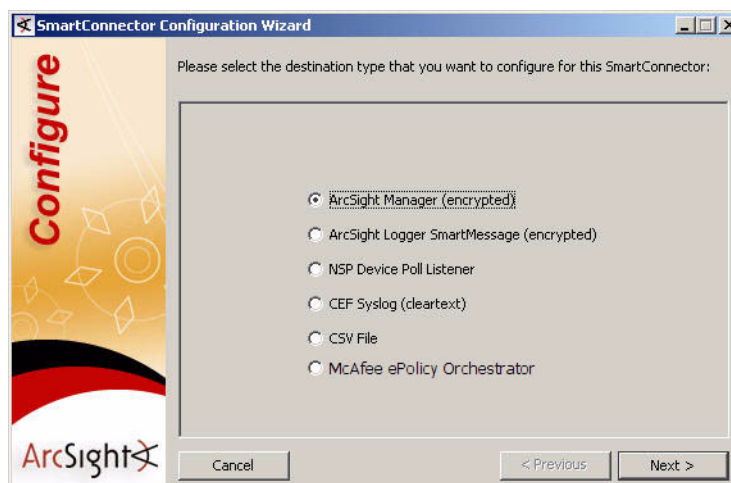 SmartConnector Configuration Wizard
Configure
Please select the destination type that you want to configure for this SmartConnector:
ArcSight Manager (encrypted)
ArcSight Logger SmartMessage (encrypted)
NSP Device Poll Listener
CEF Syslog (cleartext)
CSV File
McAfee ePolicy Orchestrator
ArcSight
Cancel
< Previous
Next >